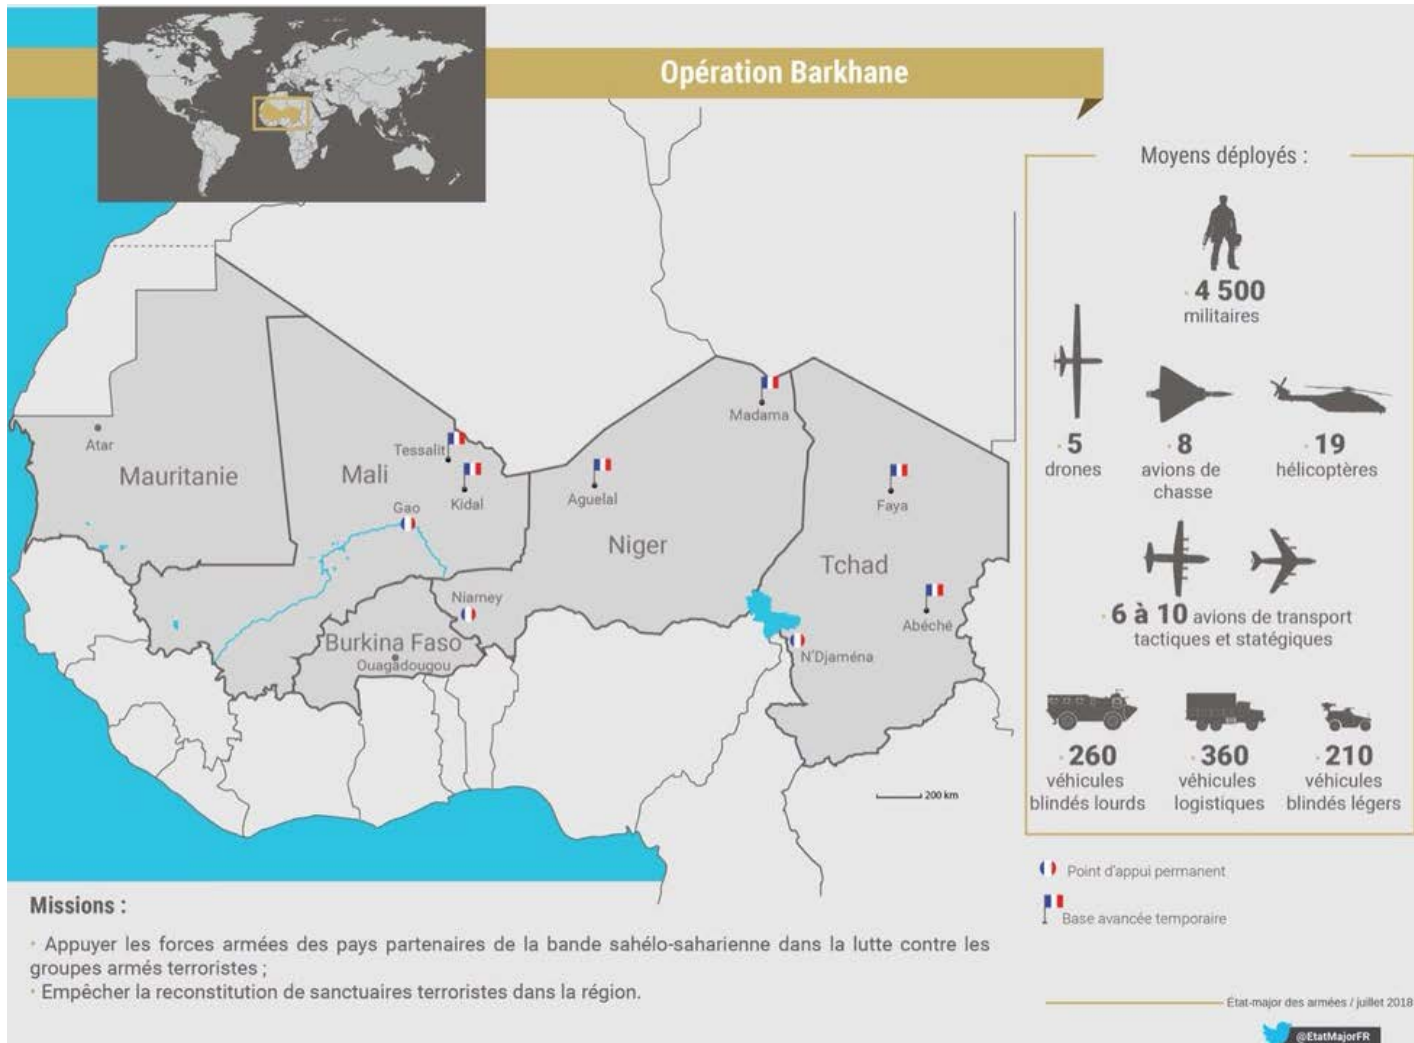 Opération Barkhane
Moyens déployés :
4 500
militaires
5
drones
8
avions de
chasse
19
hélicoptères
6 à 10 avions de transport
tactiques et statégiques
260
véhicules
blindés lourds
360
véhicules
logistiques
210
véhicules
blindés légers
Atar
Mauritanie
Mali
Tessalit
Kidal
Gao
Madama
Aguelal
Niger
Niamey
Burkina Faso
Ouagadougou
Faya
Tchad
Abéché
N'Djaména
200 km
Point d'appui permanent
Base avancée temporaire
Missions :
· Appuyer les forces armées des pays partenaires de la bande sahélo-saharienne dans la lutte contre les
groupes armés terroristes ;
· Empêcher la reconstitution de sanctuaires terroristes dans la région.
État-major des armées / juillet 2018
@EtatMajorFR